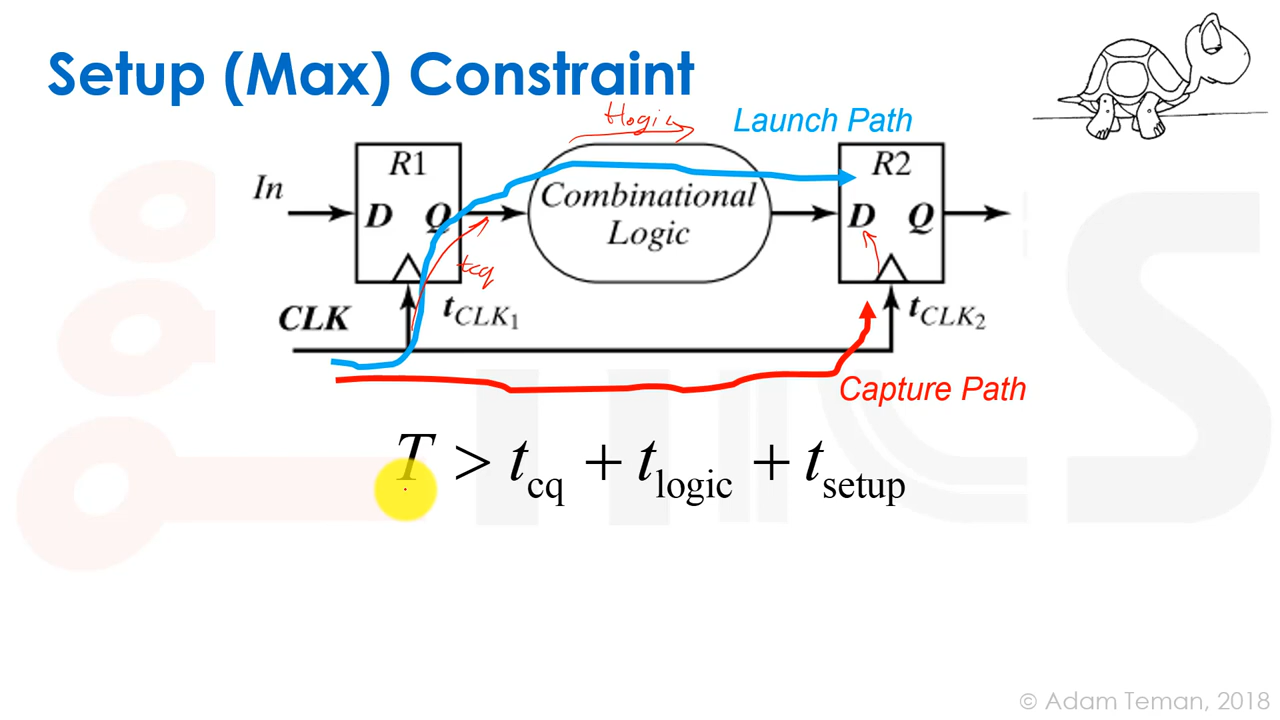 Setup (Max) Constraint
tlogic
Launch Path
R1
R2
In
D Q
Combinational
Logic
D Q
tcq
CLK
tCLK1
tCLK2
Capture Path
T > tcq + tlogic + tsetup
© Adam Teman, 2018